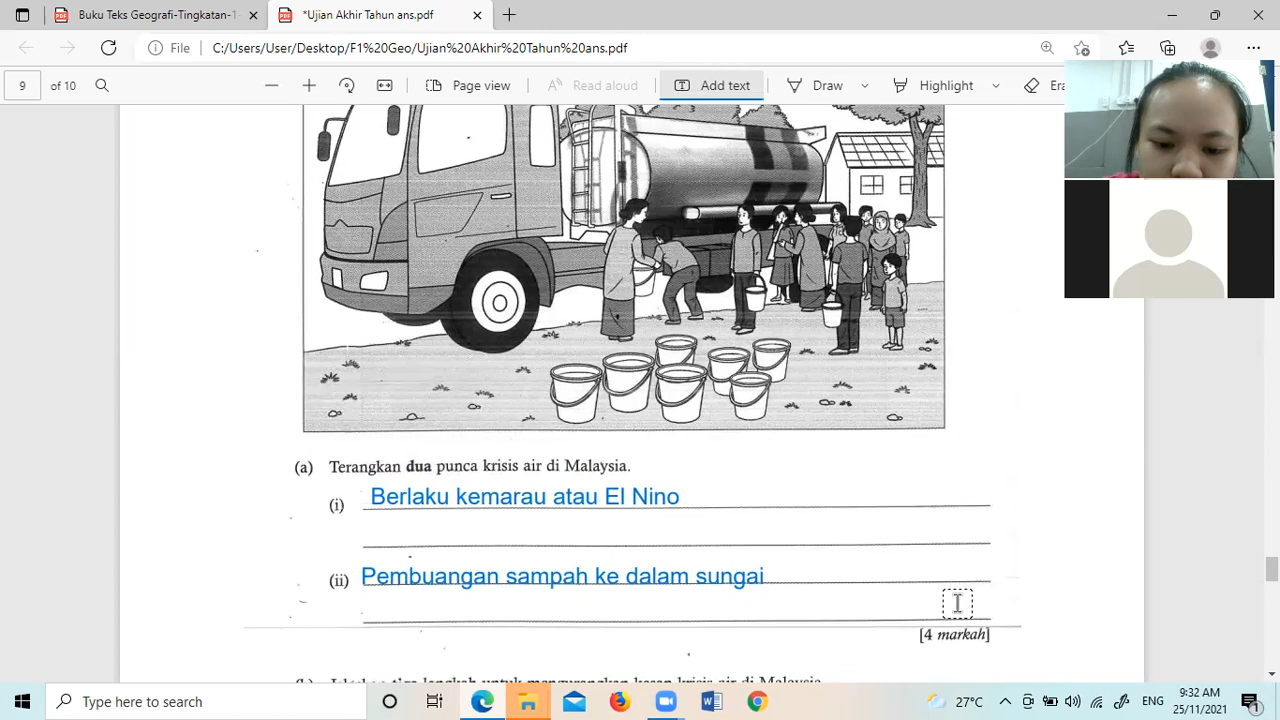 Buku Teks Geografi-Tingkatan-1
*Ujian Akhir Tahun.pdf
File
C:/Users/User/Desktop/F1%20Geo/Ujian%20Akhir%20Tahun%20ans.pdf
9 of 10
Page view
Read aloud
Add text
Draw
Highlight
(a) Terangkan dua punca krisis air di Malaysia.
(i) Berlaku kemarau atau El Nino
(ii) Pembuangan sampah ke dalam sungai
[4 markah]
Type here to search
27°C
ENG
9:32 AM
25/11/2021